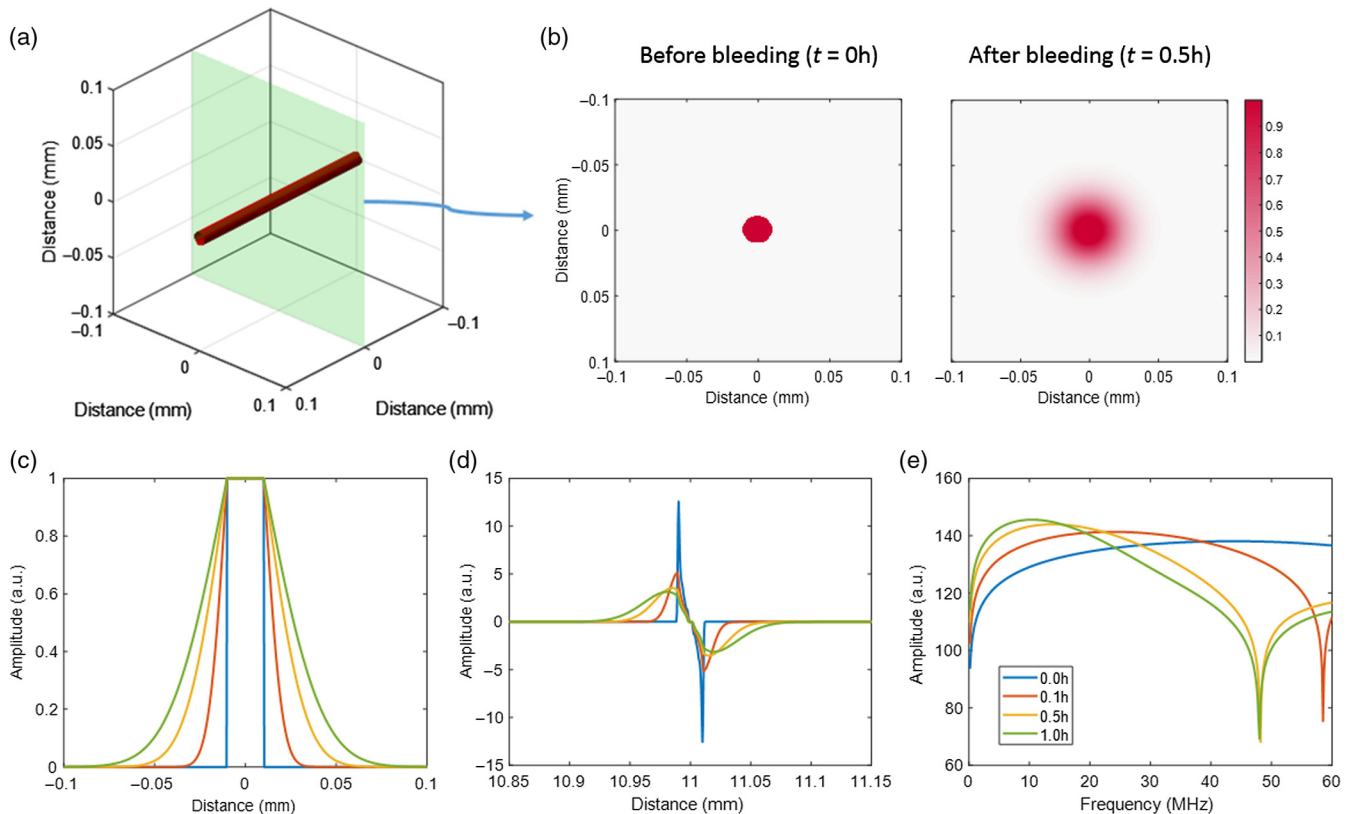 (a)
0.1
0.05
0
–0.05
–0.1
Distance (mm)
–0.1
0
0.1
Distance (mm)
0.1
0
–0.1
Distance (mm)
(b)
Before bleeding (t = 0h)
–0.1
–0.05
0
0.05
0.1
Distance (mm)
–0.1 –0.05 0 0.05 0.1
Distance (mm)
After bleeding (t = 0.5h)
–0.1 –0.05 0 0.05 0.1
Distance (mm)
0.9
0.8
0.7
0.6
0.5
0.4
0.3
0.2
0.1
(c)
1
0.8
0.6
0.4
0.2
0
Amplitude (a.u.)
–0.1 –0.05 0 0.05 0.1
Distance (mm)
(d)
15
10
5
0
–5
–10
–15
Amplitude (a.u.)
10.85 10.9 10.95 11 11.05 11.1 11.15
Distance (mm)
(e)
160
140
120
100
80
60
Amplitude (a.u.)
0.0h
0.1h
0.5h
1.0h
0 10 20 30 40 50 60
Frequency (MHz)